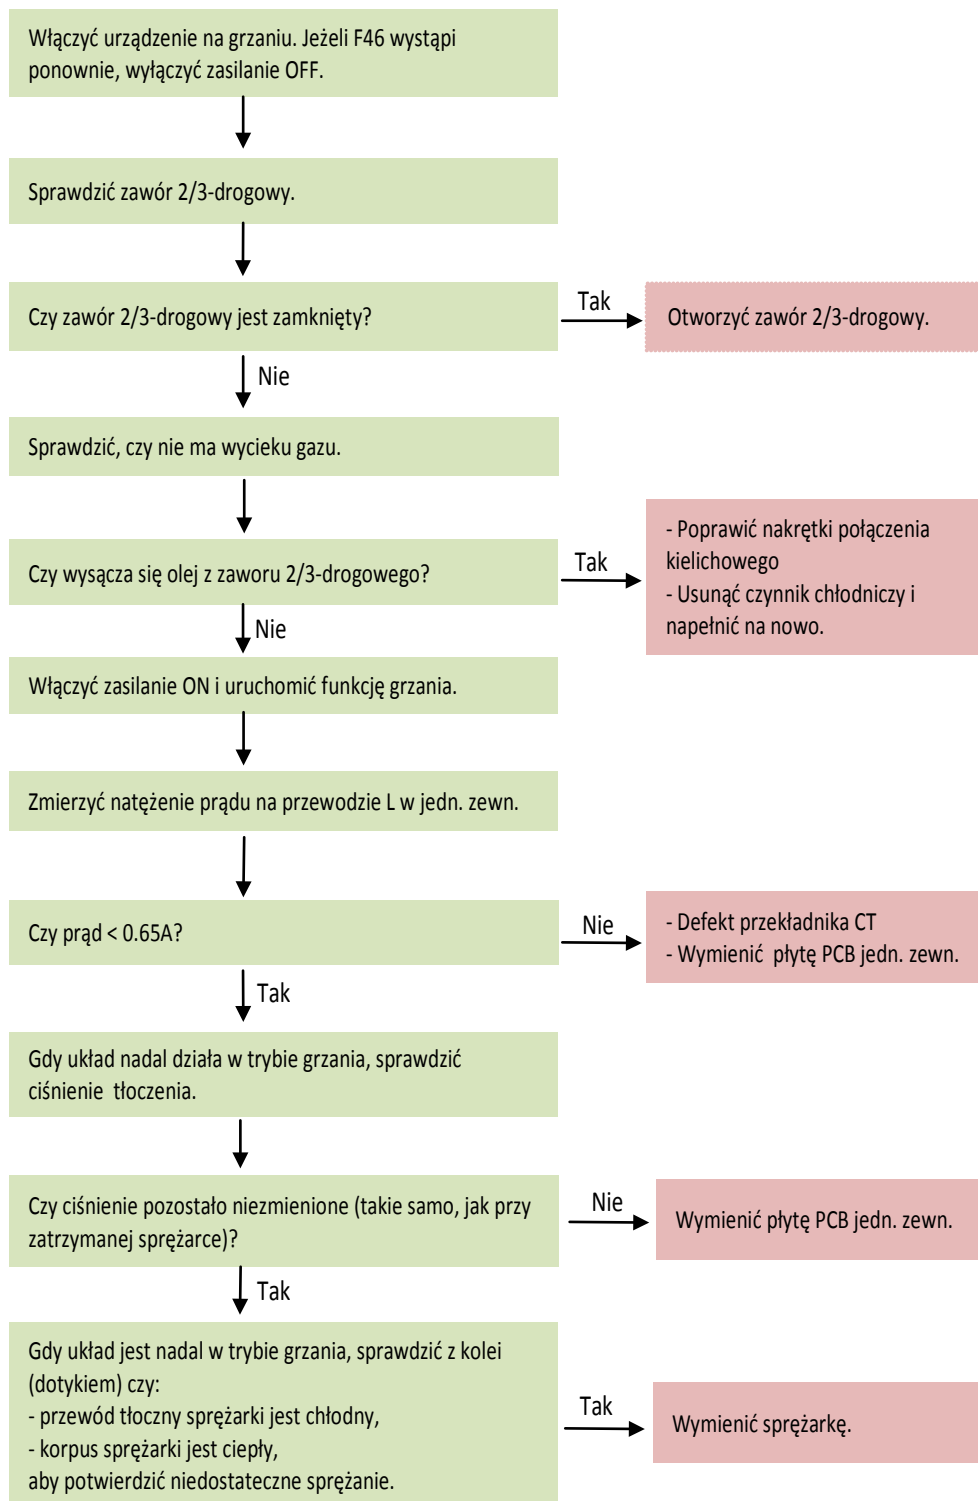 Włączyć urządzenie na grzaniu. Jeżeli F46 wystąpi
ponownie, wyłączyć zasilanie OFF.
Sprawdzić zawór 2/3-drogowy.
Czy zawór 2/3-drogowy jest zamknięty?
Tak
Otworzyć zawór 2/3-drogowy.
Nie
Sprawdzić, czy nie ma wycieku gazu.
Czy wysącza się olej z zaworu 2/3-drogowego?
Tak
- Poprawić nakrętki połączenia
kielichowego
- Usunąć czynnik chłodniczy i
napełnić na nowo.
Nie
Włączyć zasilanie ON i uruchomić funkcję grzania.
Zmierzyć natężenie prądu na przewodzie L w jedn. zewn.
Czy prąd < 0.65A?
Nie
- Defekt przekładnika CT
- Wymienić płytę PCB jedn. zewn.
Tak
Gdy układ nadal działa w trybie grzania, sprawdzić
ciśnienie tłoczenia.
Czy ciśnienie pozostało niezmienione (takie samo, jak przy
zatrzymanej sprężarce)?
Nie
Wymienić płytę PCB jedn. zewn.
Tak
Gdy układ jest nadal w trybie grzania, sprawdzić z kolei
(dotykiem) czy:
- przewód tłoczny sprężarki jest chłodny,
- korpus sprężarki jest ciepły,
aby potwierdzić niedostateczne sprężanie.
Tak
Wymienić sprężarkę.